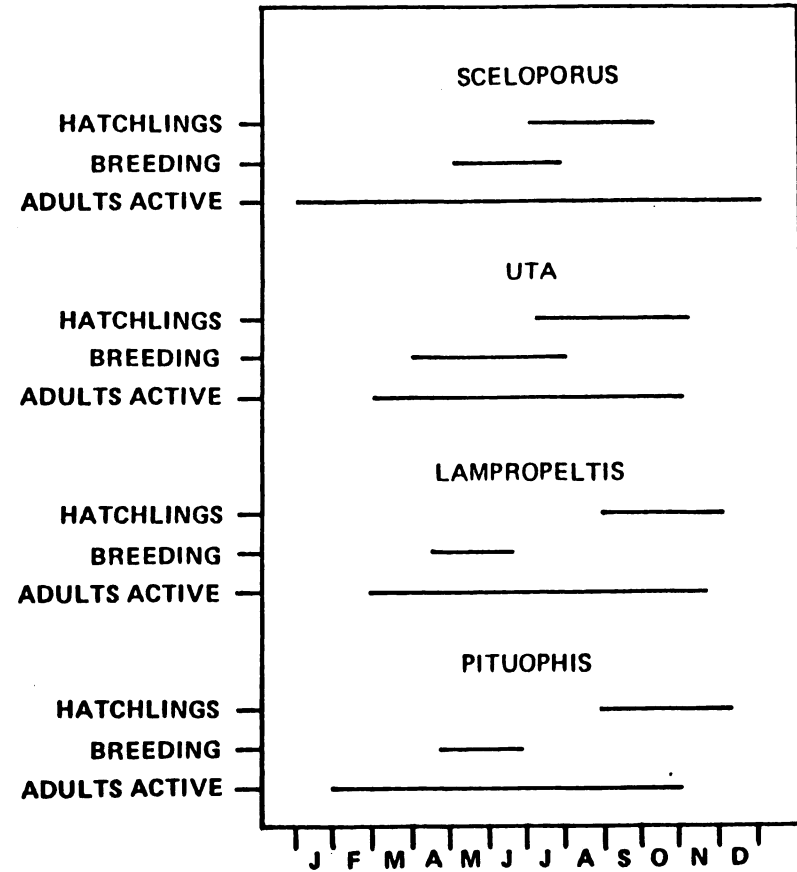 SCELOPORUS
HATCHLINGS
BREEDING
ADULTS ACTIVE
UTA
HATCHLINGS
BREEDING
ADULTS ACTIVE
LAMPROPELTIS
HATCHLINGS
BREEDING
ADULTS ACTIVE
PITUOPHIS
HATCHLINGS
BREEDING
ADULTS ACTIVE
J F M A M J J A S O N D